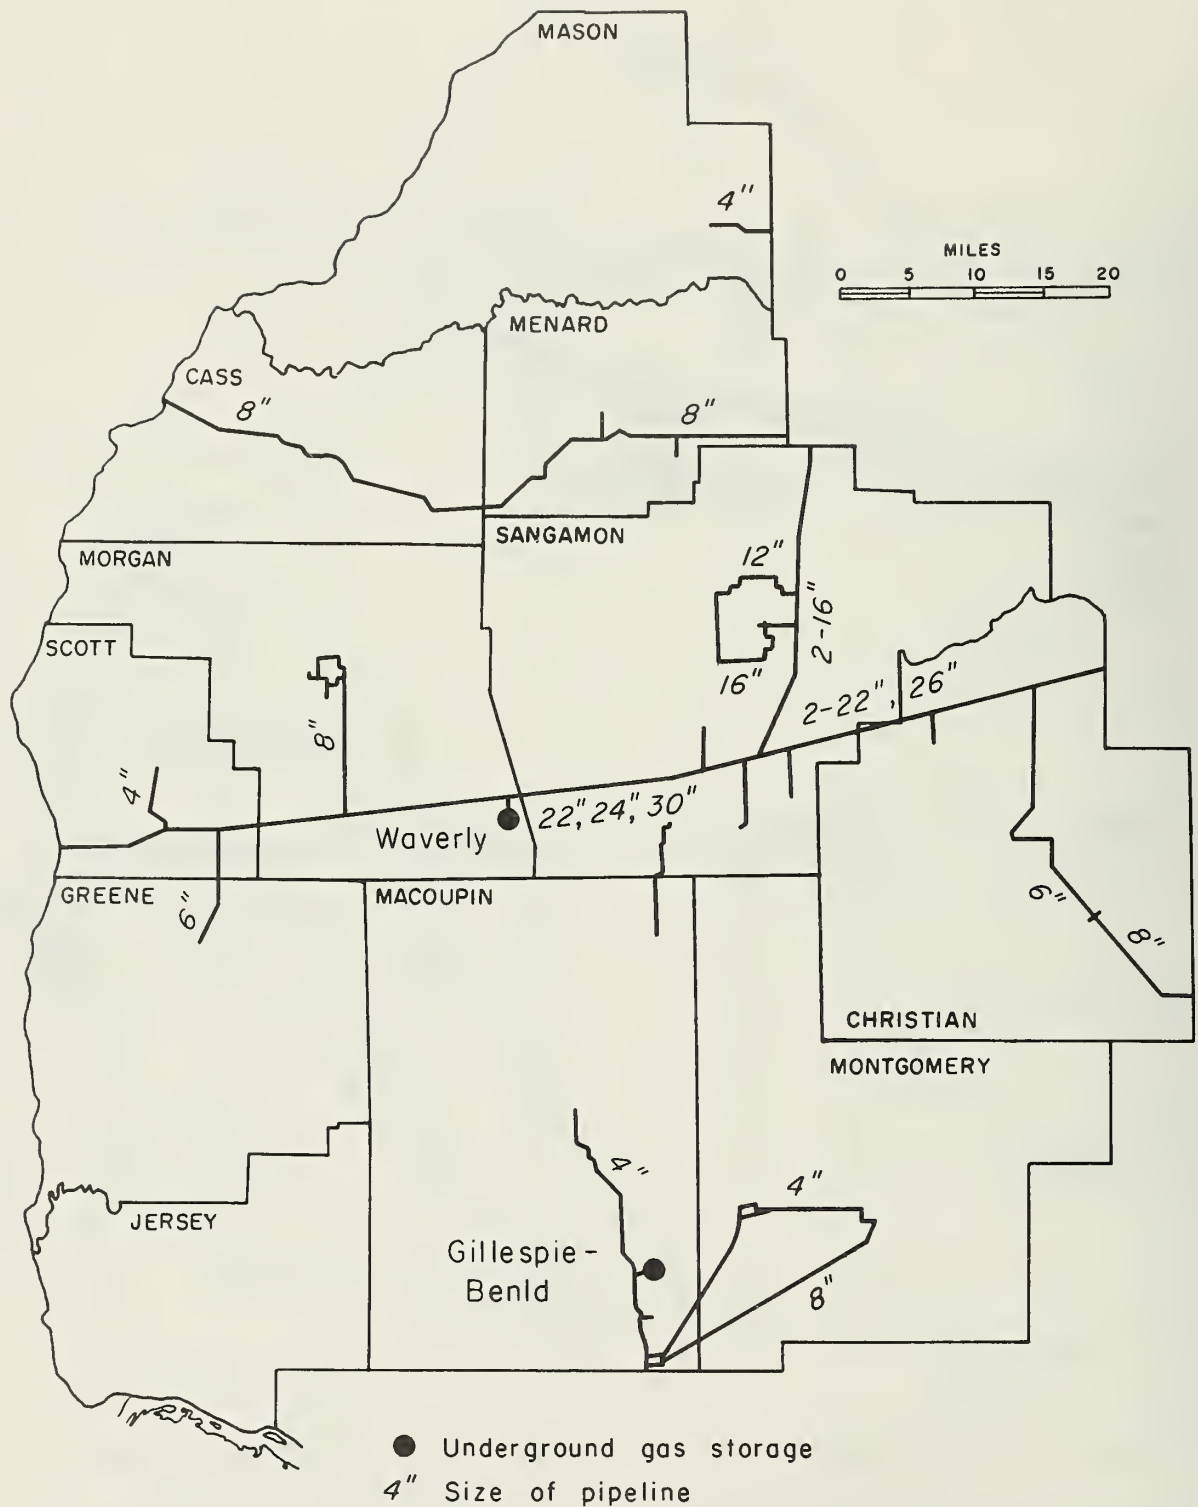 MASON
4"
MILES
0 5 10 15 20
MENARD
CASS
8"
8"
SANGAMON
MORGAN
12"
2-16"
SCOTT
16"
2-22", 26"
8"
4"
22", 24", 30"
Waverly
GREENE
MACOUPIN
6"
6"
8"
CHRISTIAN
MONTGOMERY
4"
4"
JERSEY
Gillespie-
Benld
8"
Underground gas storage
4" Size of pipeline